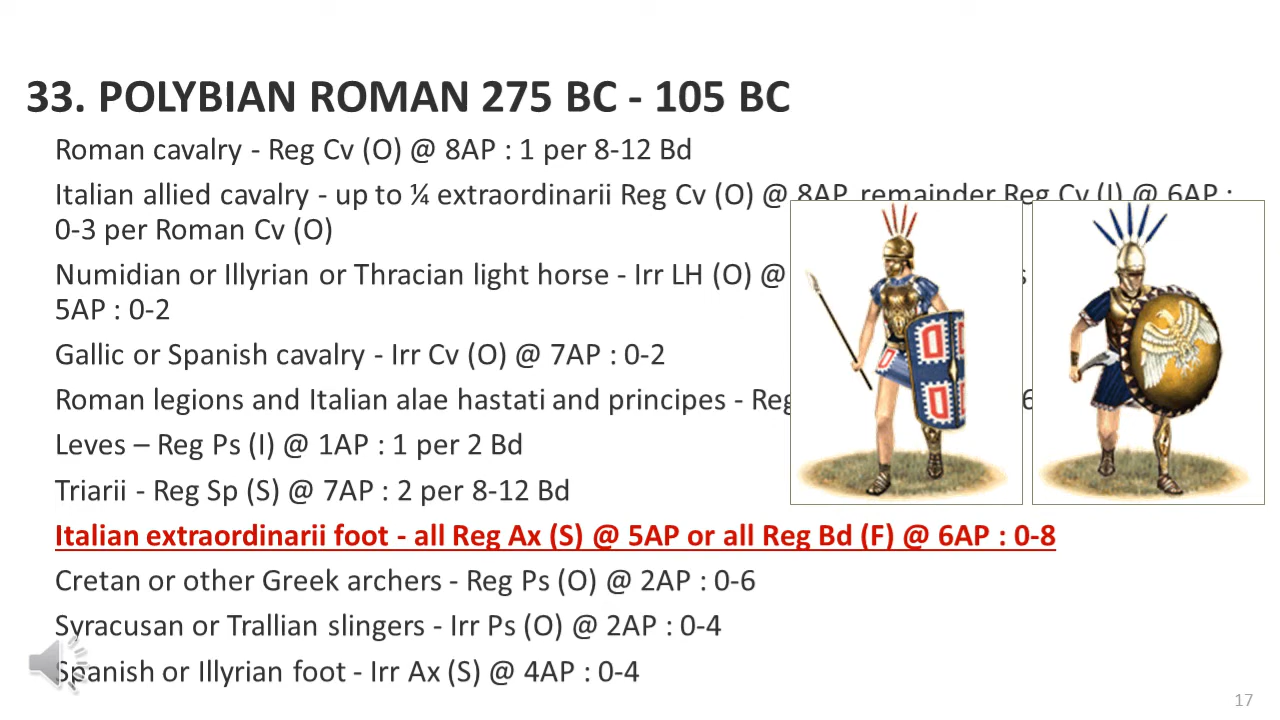 33. POLYBIAN ROMAN 275 BC - 105 BC
Roman cavalry - Reg Cv (O) @ 8AP : 1 per 8-12 Bd
Italian allied cavalry - up to ¼ extraordinarii Reg Cv (O) @ 8AP, remainder Reg Cv (I) @ 6AP :
0-3 per Roman Cv (O)
Numidian or Illyrian or Thracian light horse - Irr LH (O) @
5AP : 0-2
Gallic or Spanish cavalry - Irr Cv (O) @ 7AP : 0-2
Roman legions and Italian alae hastati and principes - Reg
Leves – Reg Ps (I) @ 1AP : 1 per 2 Bd
Triarii - Reg Sp (S) @ 7AP : 2 per 8-12 Bd
Italian extraordinarii foot - all Reg Ax (S) @ 5AP or all Reg Bd (F) @ 6AP : 0-8
Cretan or other Greek archers - Reg Ps (O) @ 2AP : 0-6
Syracusan or Trallian slingers - Irr Ps (O) @ 2AP : 0-4
Spanish or Illyrian foot - Irr Ax (S) @ 4AP : 0-4
17